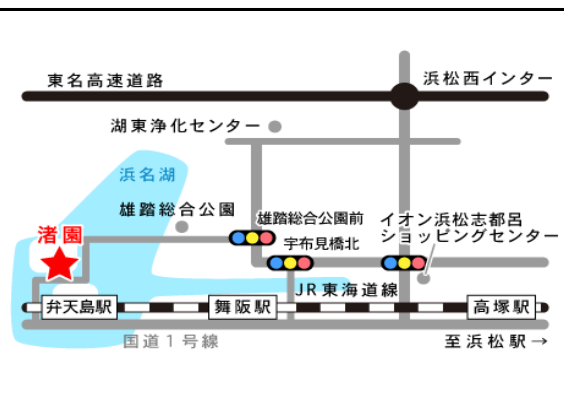 東名高速道路
浜松西インター
湖東浄化センター
浜名湖
雄踏総合公園
雄踏総合公園前
イオン浜松志都呂
ショッピングセンター
渚園
宇布見橋北
JR東海道線
弁天島駅
舞阪駅
高塚駅
国道1号線
至浜松駅→